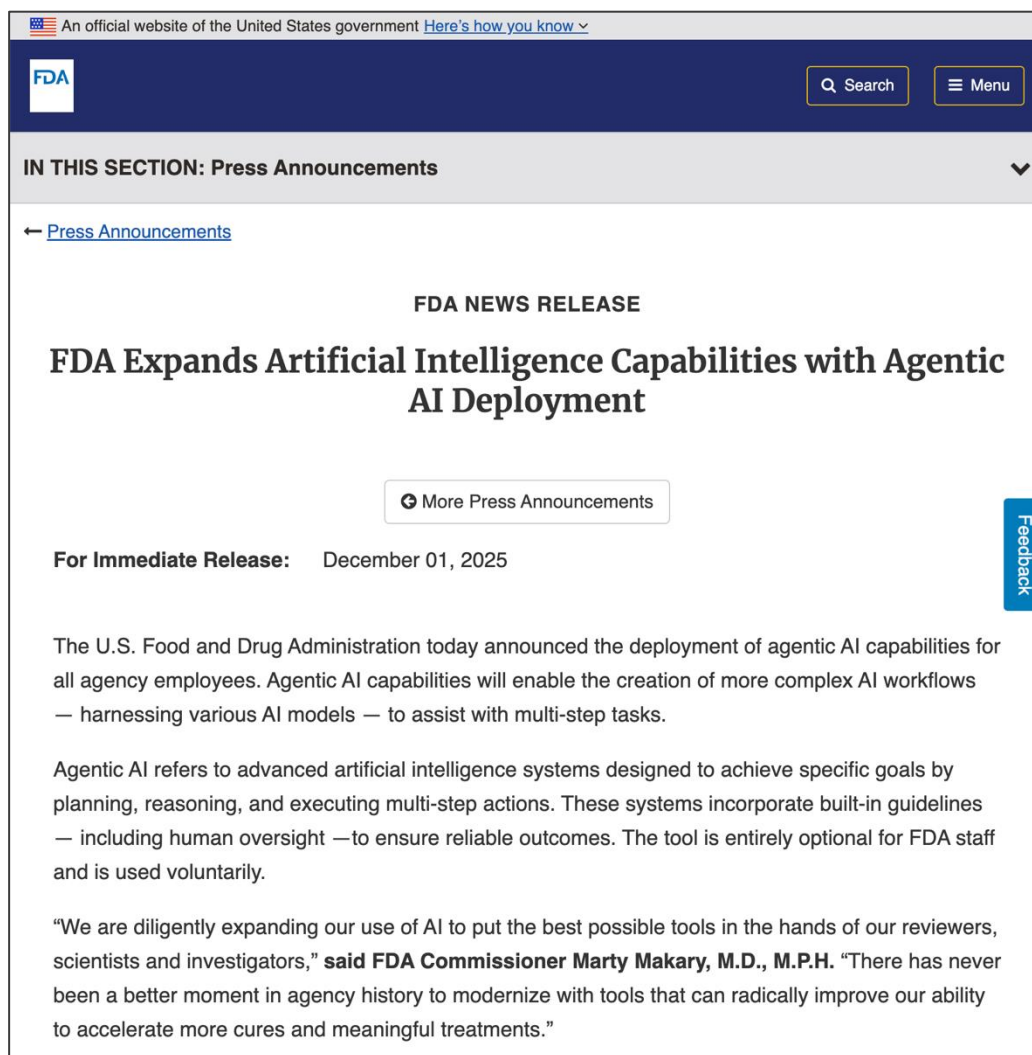 An official website of the United States government Here's how you know
FDA
Search
Menu
IN THIS SECTION: Press Announcements
Press Announcements
FDA NEWS RELEASE
FDA Expands Artificial Intelligence Capabilities with Agentic
AI Deployment
More Press Announcements
Feedback
For Immediate Release: December 01, 2025
The U.S. Food and Drug Administration today announced the deployment of agentic AI capabilities for
all agency employees. Agentic AI capabilities will enable the creation of more complex AI workflows
— harnessing various AI models — to assist with multi-step tasks.
Agentic AI refers to advanced artificial intelligence systems designed to achieve specific goals by
planning, reasoning, and executing multi-step actions. These systems incorporate built-in guidelines
— including human oversight —to ensure reliable outcomes. The tool is entirely optional for FDA staff
and is used voluntarily.
“We are diligently expanding our use of AI to put the best possible tools in the hands of our reviewers,
scientists and investigators,” said FDA Commissioner Marty Makary, M.D., M.P.H. “There has never
been a better moment in agency history to modernize with tools that can radically improve our ability
to accelerate more cures and meaningful treatments.”